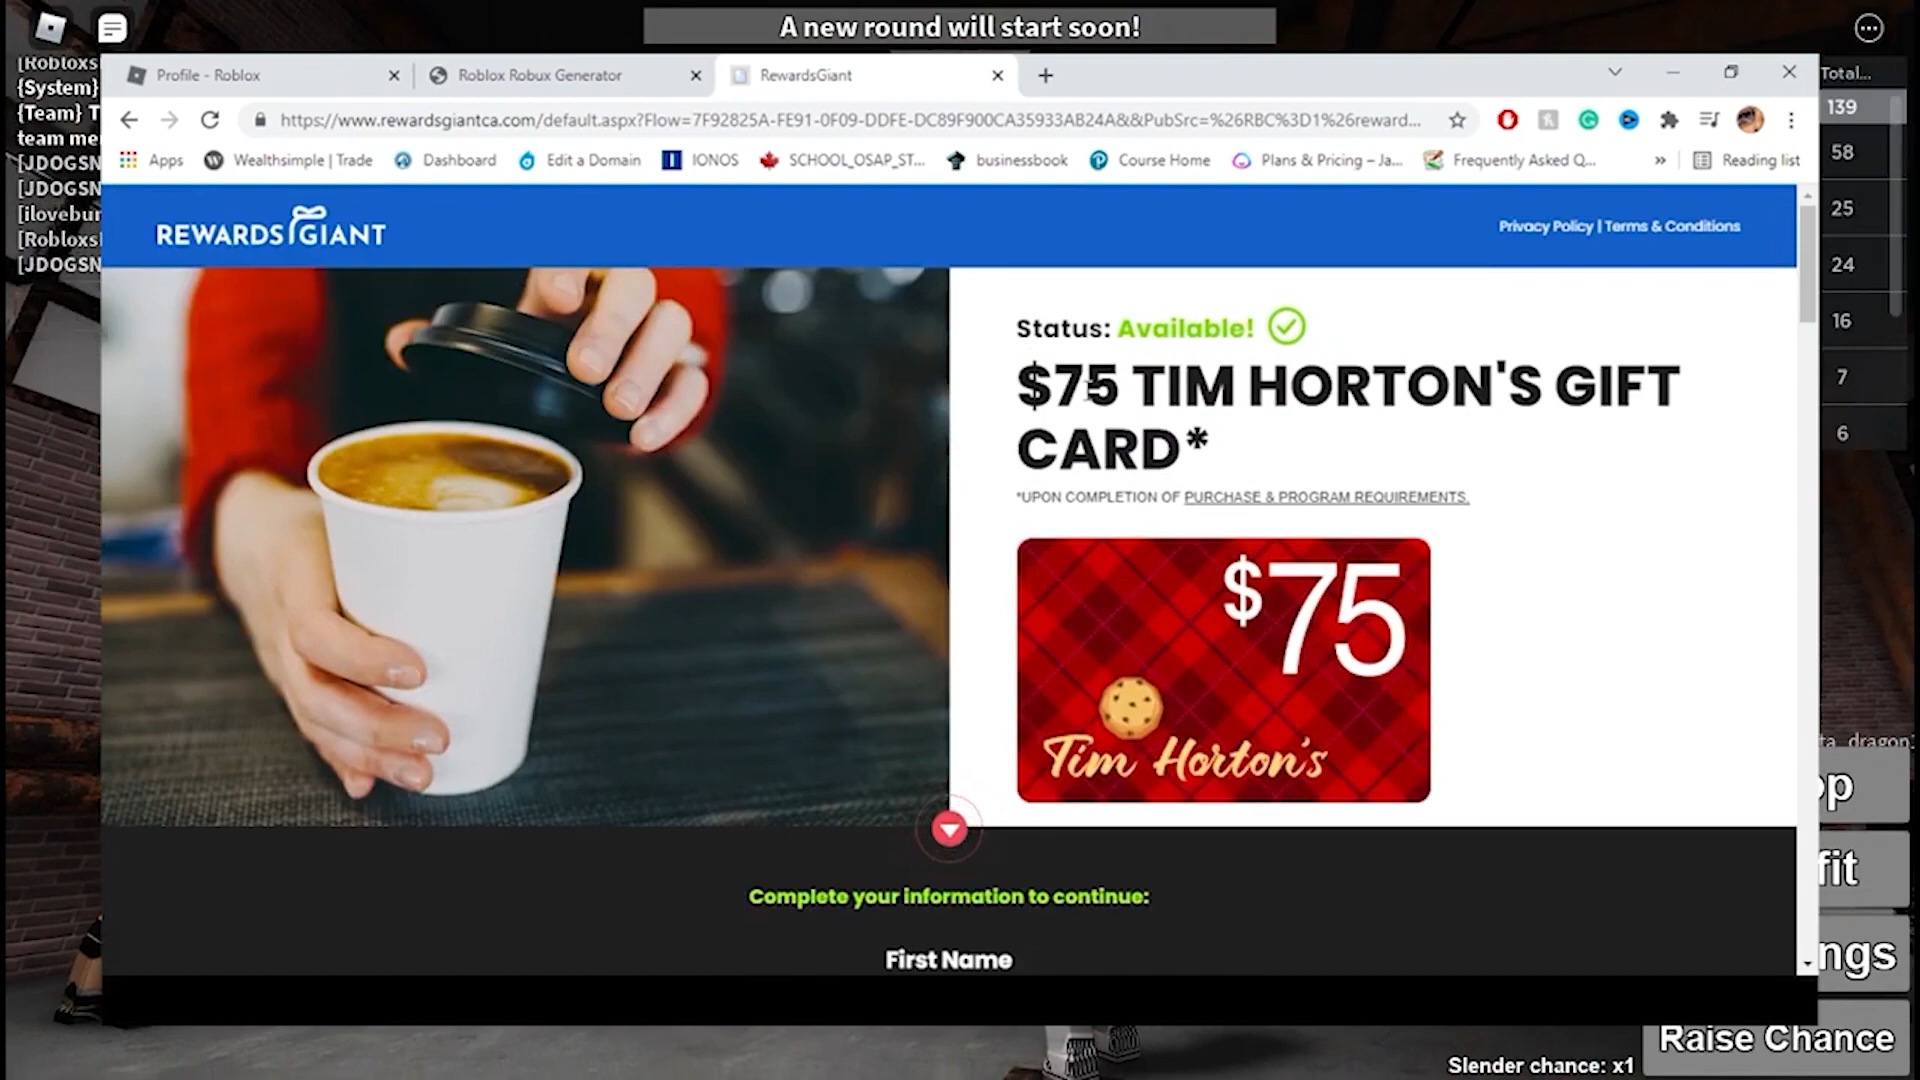 A new round will start soon!
[Robloxs
{System}
{Team} T
team me
[JDOGSN
[JDOGSN
[ilovebur
[Robloxs
[JDOGSN
Profile - Roblox
Roblox Robux Generator
RewardsGiant
https://www.rewardsgiantca.com/default.aspx?Flow=7F92825A-FE91-0F09-DDFE-DC89F900CA35933AB24A&&PubSrc=%26RBC%3D1%26reward...
Apps
Wealthsimple | Trade
Dashboard
Edit a Domain
IONOS
SCHOOL_OSAP_ST...
businessbook
Course Home
Plans & Pricing – Ja...
Frequently Asked Q...
»
Reading list
REWARDS GIANT
Privacy Policy | Terms & Conditions
Status: Available!
$75 TIM HORTON'S GIFT
CARD*
*UPON COMPLETION OF PURCHASE & PROGRAM REQUIREMENTS.
$75
Tim Horton's
Complete your information to continue:
First Name
Total...
139
58
25
24
16
7
6
ta_dragon
op
fit
ngs
Raise Chance
Slender chance: x1